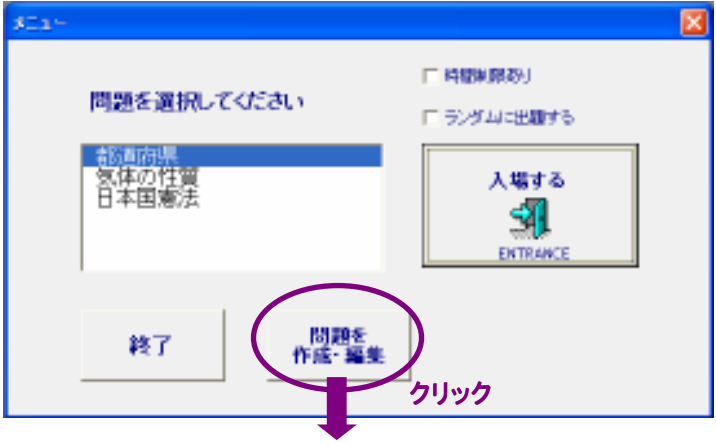 メニュー
時間制限あり
問題を選択してください
ランダムに出題する
都道府県
気体の性質
日本国憲法
入場する
ENTRANCE
終了
問題を
作成・編集
クリック